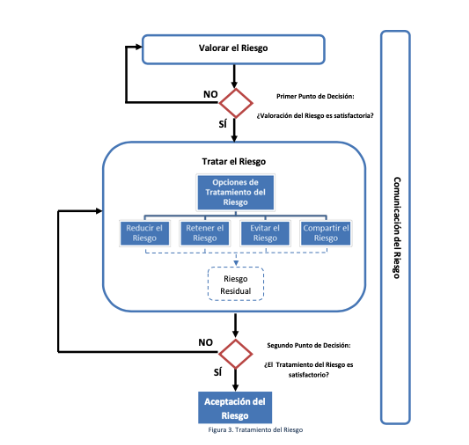 Valorar el Riesgo
NO
Primer Punto de Decisión:
¿Valoración del Riesgo es satisfactoria?
SÍ
Tratar el Riesgo
Opciones de
Tratamiento del
Riesgo
Reducir el
Riesgo
Retener el
Riesgo
Evitar el
Riesgo
Compartir el
Riesgo
Riesgo
Residual
NO
Segundo Punto de Decisión:
¿El Tratamiento del Riesgo es
satisfactorio?
SÍ
Aceptación del
Riesgo
Figura 3. Tratamiento del Riesgo
Comunicación del Riesgo